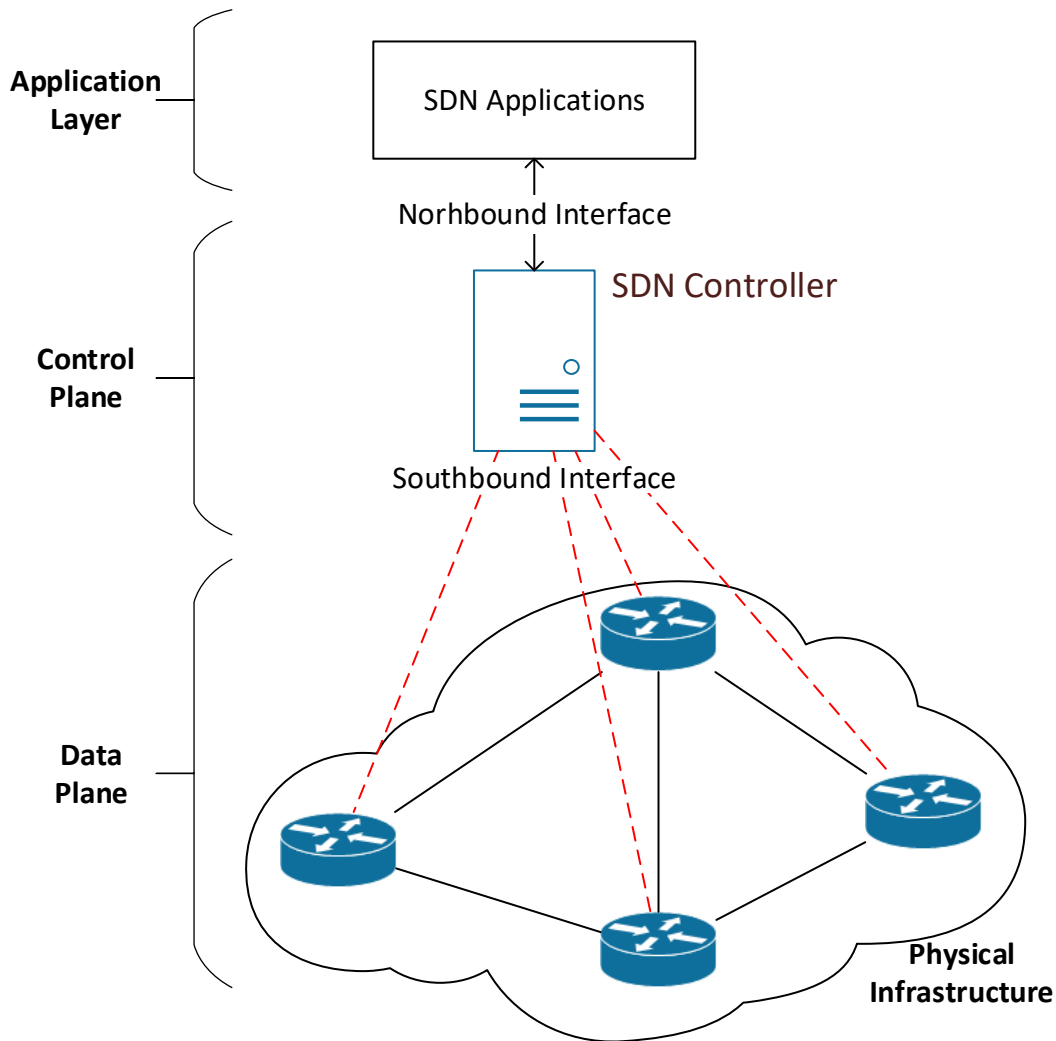 Application
Layer
SDN Applications
Norhbound Interface
SDN Controller
Control
Plane
Southbound Interface
Data
Plane
Physical
Infrastructure